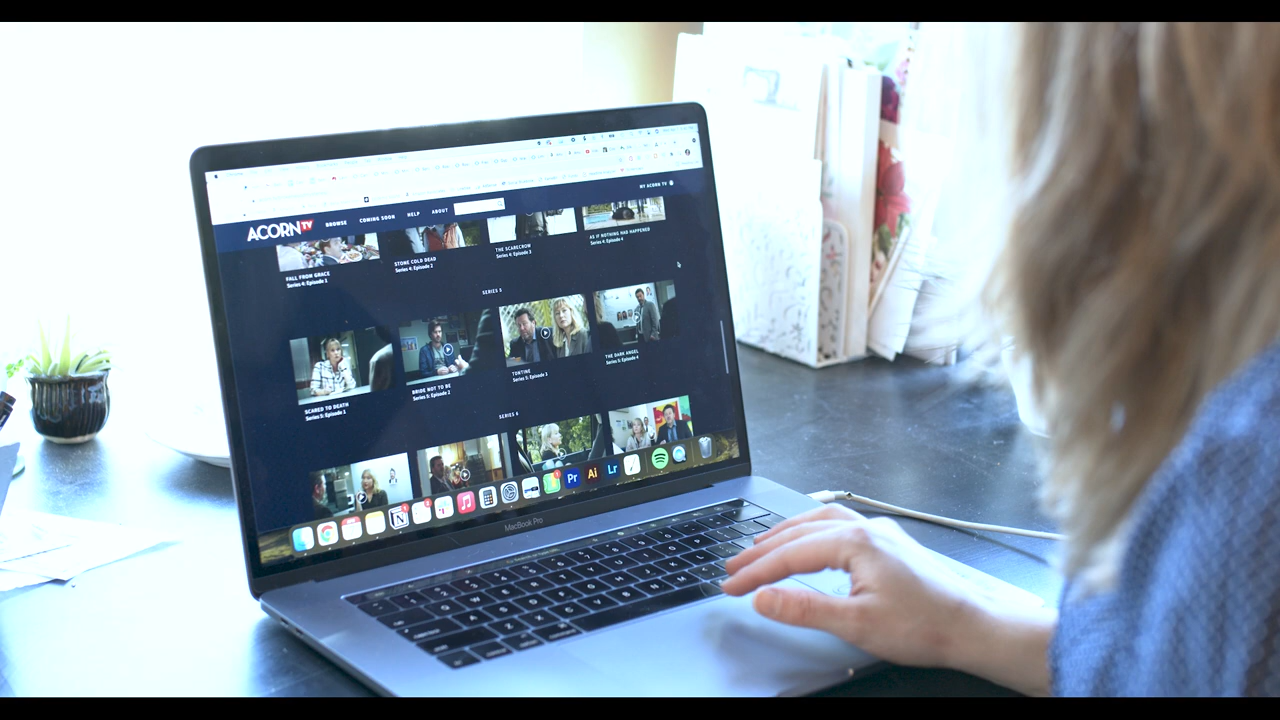 MY ACORN TV
ACORN TV
BROWSE
COMING SOON
HELP
ABOUT
FALL FROM GRACE
Series 4: Episode 1
STONE COLD DEAD
Series 4: Episode 2
THE SCARECROW
Series 4: Episode 3
AS IF NOTHING HAD HAPPENED
Series 4: Episode 4
SERIES 5
SCARED TO DEATH
Series 5: Episode 1
BRIDE NOT TO BE
Series 5: Episode 2
TONTINE
Series 5: Episode 3
THE DARK ANGEL
Series 5: Episode 4
SERIES 6
Pr
Ai
Lr
MacBook Pro